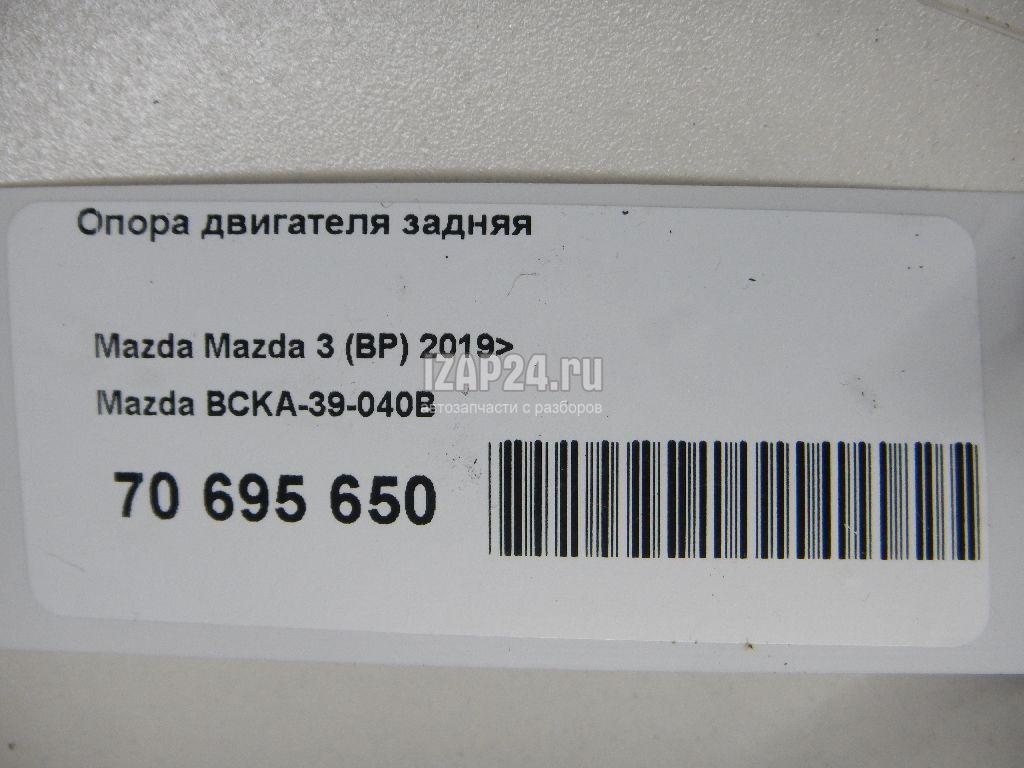 Опора двигателя задняя
Mazda Mazda 3 (BP) 2019>
IZAP24.ru
Mazda BCKA-39-040B
автозапчасти с разборов
70 695 650